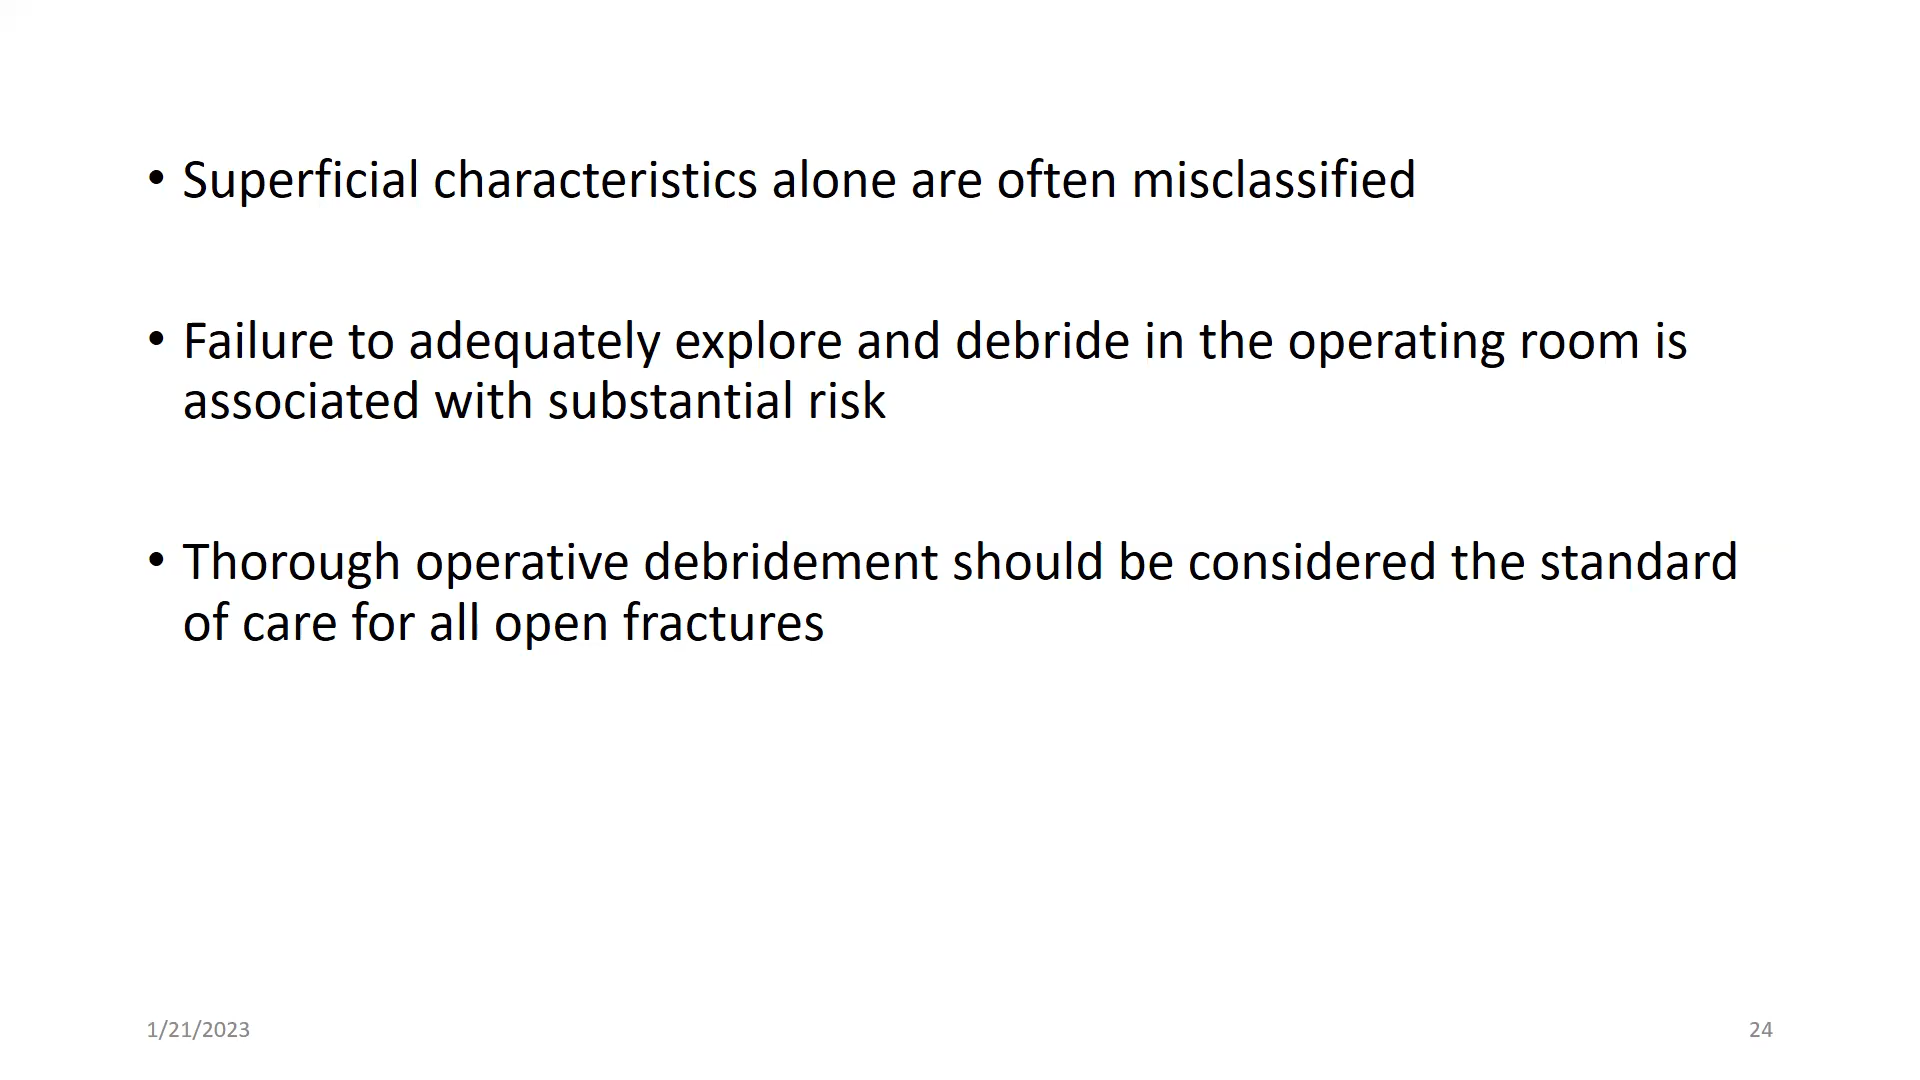 • Superficial characteristics alone are often misclassified
• Failure to adequately explore and debride in the operating room is
associated with substantial risk
• Thorough operative debridement should be considered the standard
of care for all open fractures
1/21/2023
24